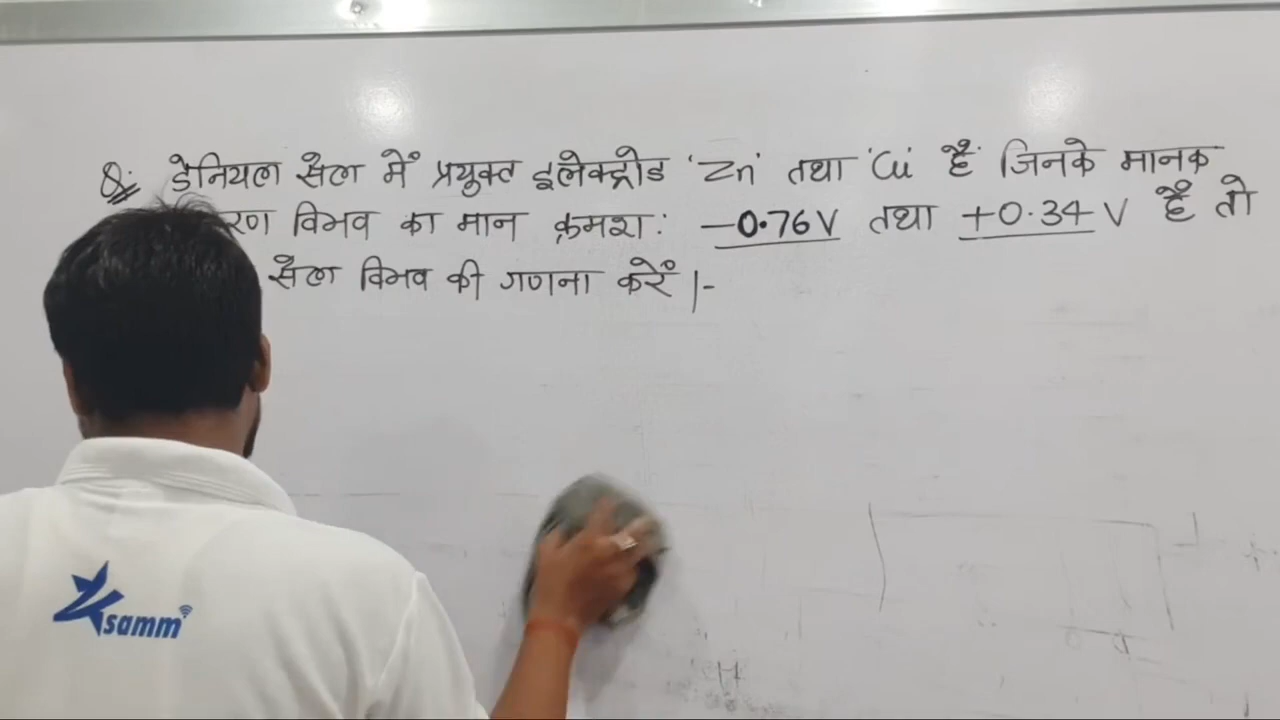 Q:- डेनियल सेल में प्रयुक्त इलेक्ट्रोड 'Zn' तथा 'Cu' हैं जिनके मानक
रण विभव का मान क्रमश: -0.76V तथा +0.34 V है तो
सेल विभव की गणना करें।-
samm